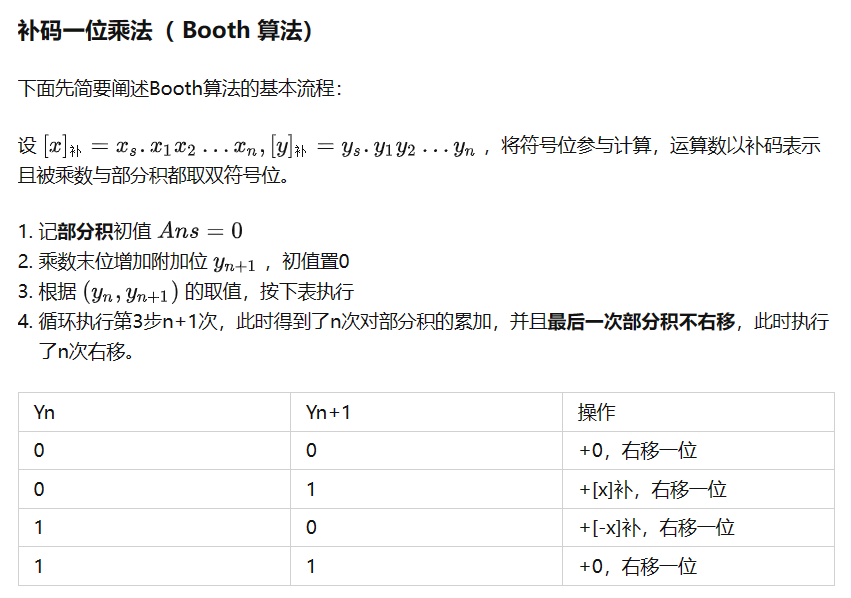 补码一位乘法（ Booth 算法）
下面先简要阐述Booth算法的基本流程：
设 [x]补 = xs.x1x2...xn, [y]补 = ys.y1y2...yn ，将符号位参与计算，运算数以补码表示
且被乘数与部分积都取双符号位。
1. 记部分积初值 Ans = 0
2. 乘数末位增加附加位 yn+1 ，初值置0
3. 根据 (yn, yn+1) 的取值，按下表执行
4. 循环执行第3步n+1次，此时得到了n次对部分积的累加，并且最后一次部分积不右移，此时执行
了n次右移。
Yn Yn+1 操作
0 0 +0，右移一位
0 1 +[x]补，右移一位
1 0 +[-x]补，右移一位
1 1 +0，右移一位